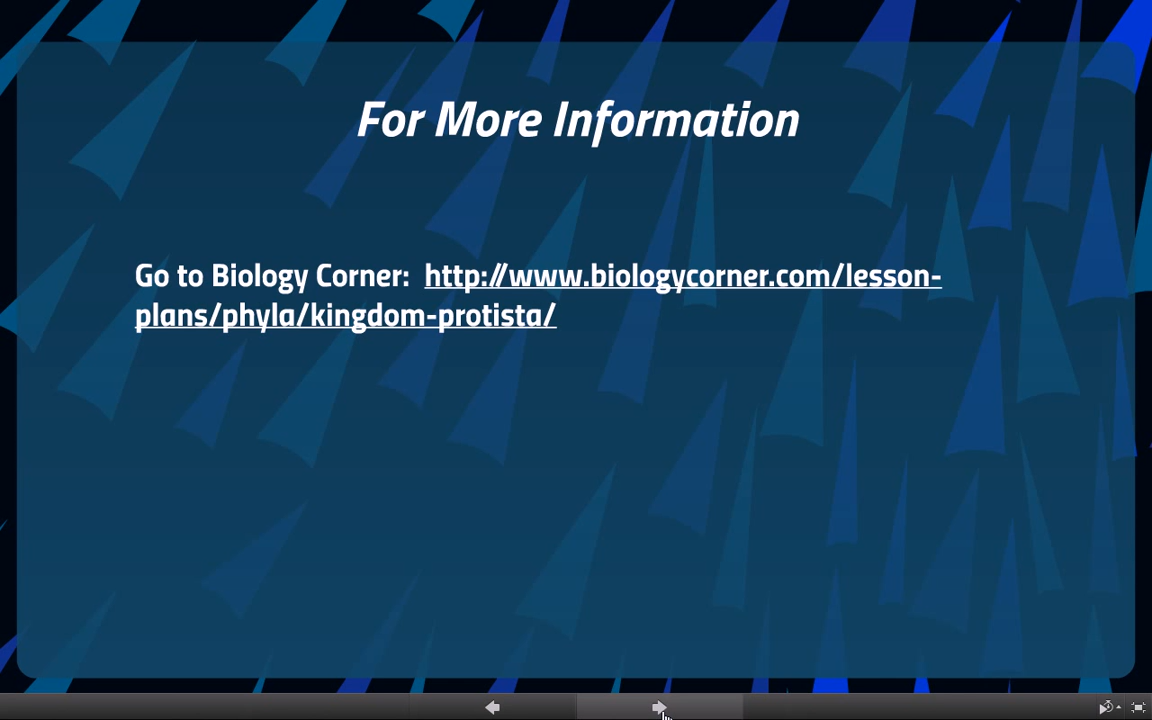 For More Information
Go to Biology Corner:  http://www.biologycorner.com/lesson-
plans/phyla/kingdom-protista/